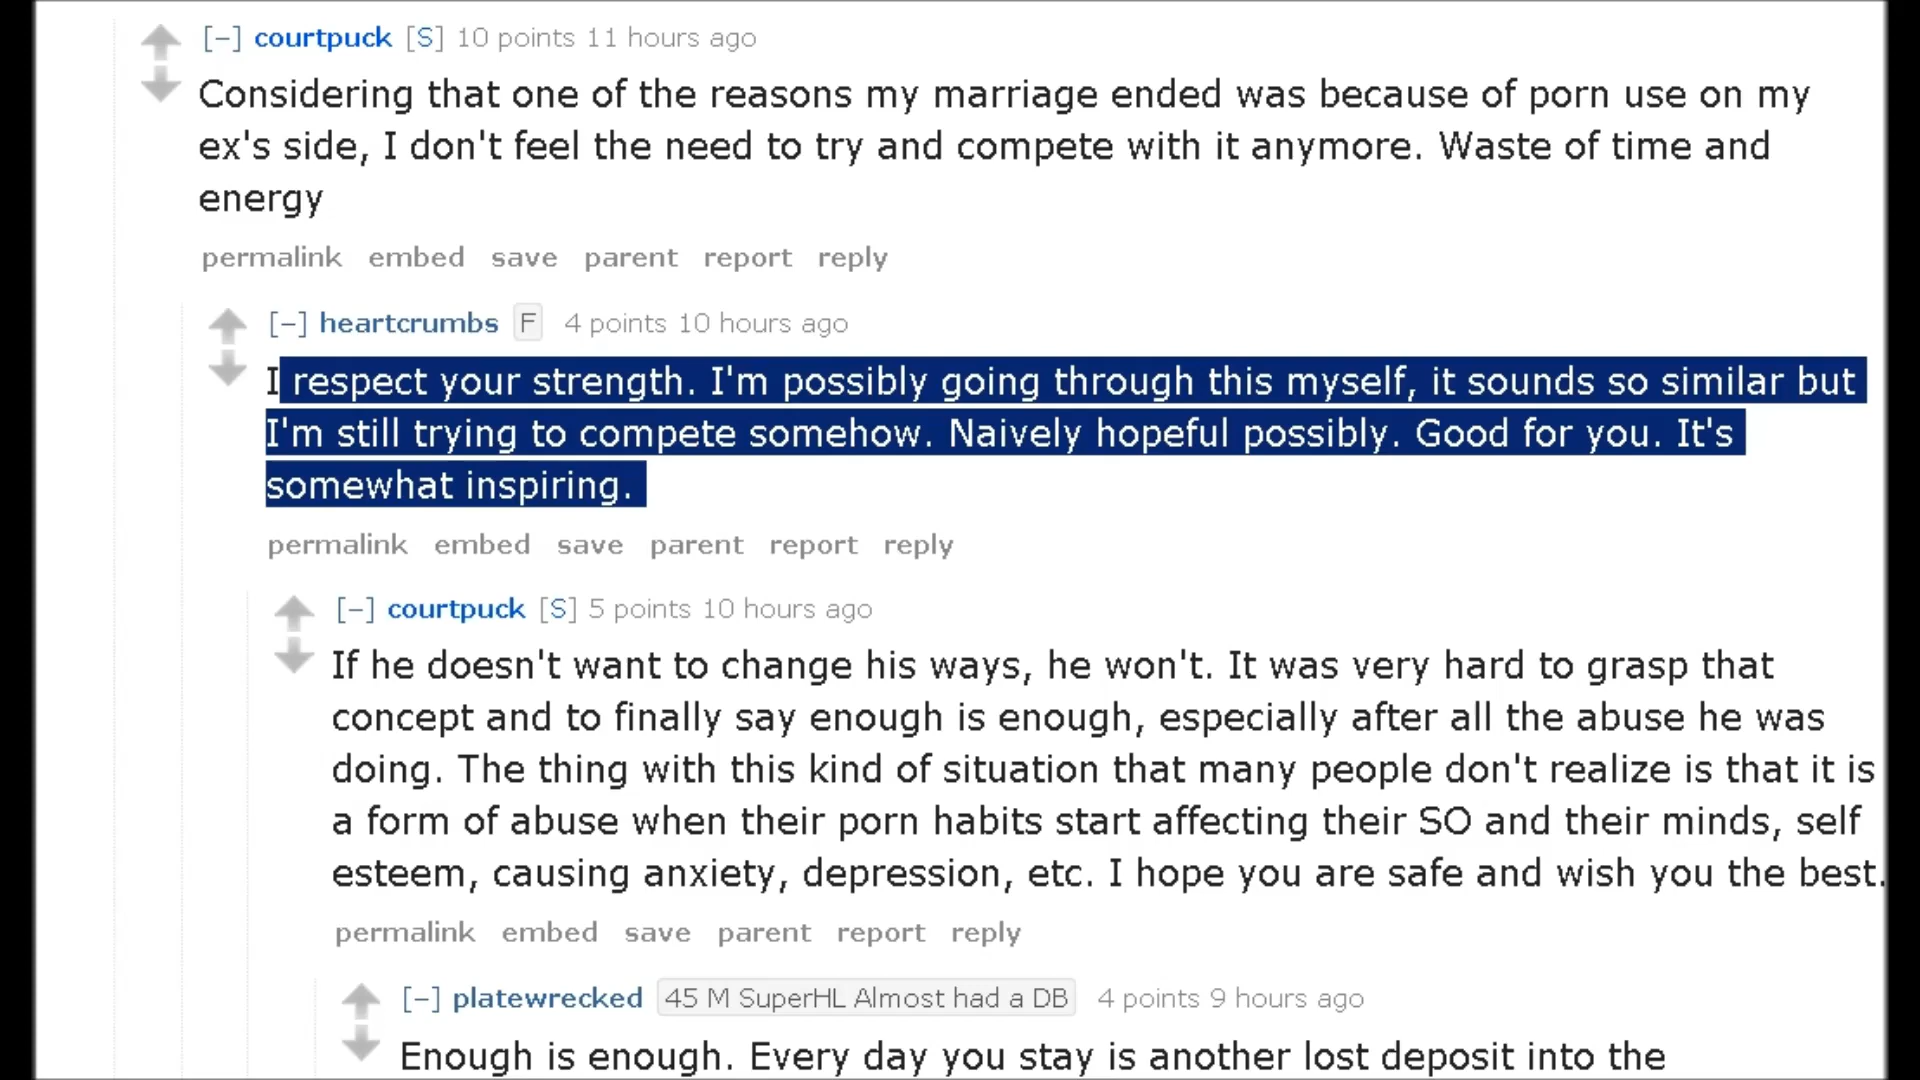 [–] courtpuck [S] 10 points 11 hours ago
Considering that one of the reasons my marriage ended was because of porn use on my
ex's side, I don't feel the need to try and compete with it anymore. Waste of time and
energy
permalink embed save parent report reply
[–] heartcrumbs F 4 points 10 hours ago
I respect your strength. I'm possibly going through this myself, it sounds so similar but
I'm still trying to compete somehow. Naively hopeful possibly. Good for you. It's
somewhat inspiring.
permalink embed save parent report reply
[–] courtpuck [S] 5 points 10 hours ago
If he doesn't want to change his ways, he won't. It was very hard to grasp that
concept and to finally say enough is enough, especially after all the abuse he was
doing. The thing with this kind of situation that many people don't realize is that it is
a form of abuse when their porn habits start affecting their SO and their minds, self
esteem, causing anxiety, depression, etc. I hope you are safe and wish you the best.
permalink embed save parent report reply
[–] platewrecked 45 M SuperHL Almost had a DB 4 points 9 hours ago
Enough is enough. Every day you stay is another lost deposit into the